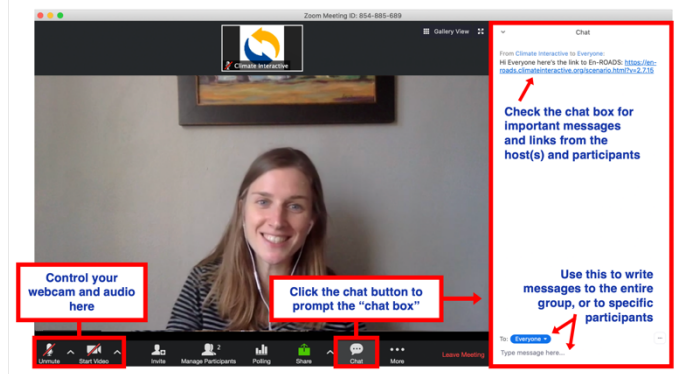 Zoom Meeting ID: 854-885-689
Gallery View
Climate Interactive
Chat
From Climate Interactive to Everyone:
Hi Everyone here's the link to En-ROADS: https://en-
roads.climateinteractive.org/scenario.html?v=2.7.15
Check the chat box for
important messages
and links from the
host(s) and participants
Control your
webcam and audio
here
Click the chat button to
prompt the “chat box”
Use this to write
messages to the entire
group, or to specific
participants
To: Everyone
Type message here...
Unmute
Start Video
Invite
2
Manage Participants
Polling
Share
Chat
More
Leave Meeting